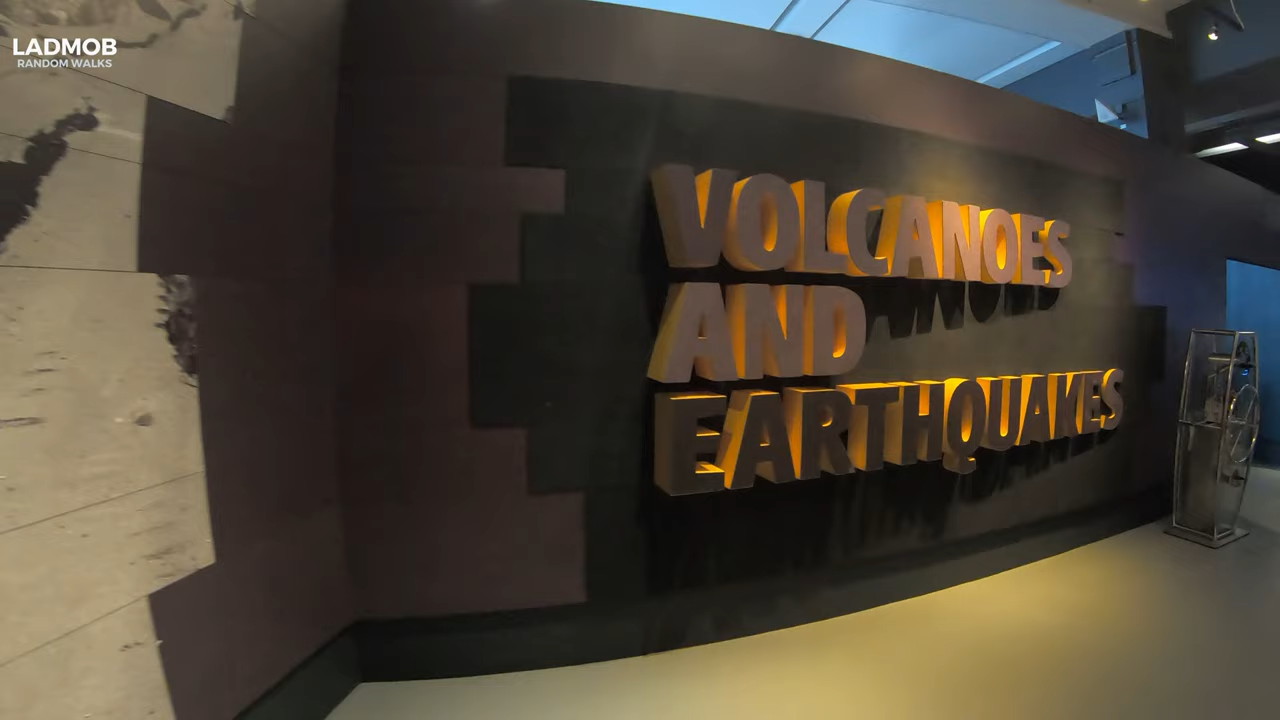 LADMOB
RANDOM WALKS
VOLCANOES
AND
EARTHQUAKES